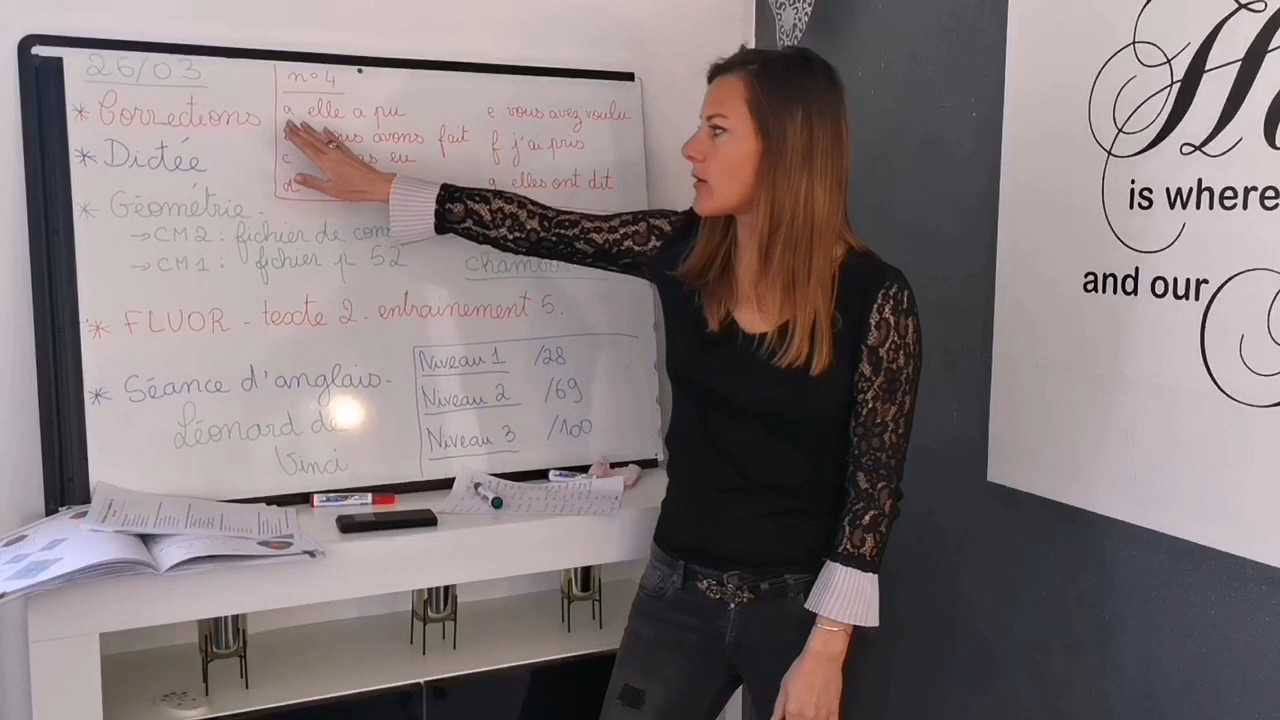 26/03
* Corrections
* Dictée
* Géométrie -
→ CM2 : fichier de
→ CM1 : fichier p 52
* FLUOR - texte 2 - entrainement 5.
* Séance d'anglais -
Léonard de
Vinci
n°4
a elle a pu
avons fait
c eu
e. vous avez voulu
f j'ai pris
g. elles ont dit
Niveau 1 /28
Niveau 2 /69
Niveau 3 /100
is where
and our